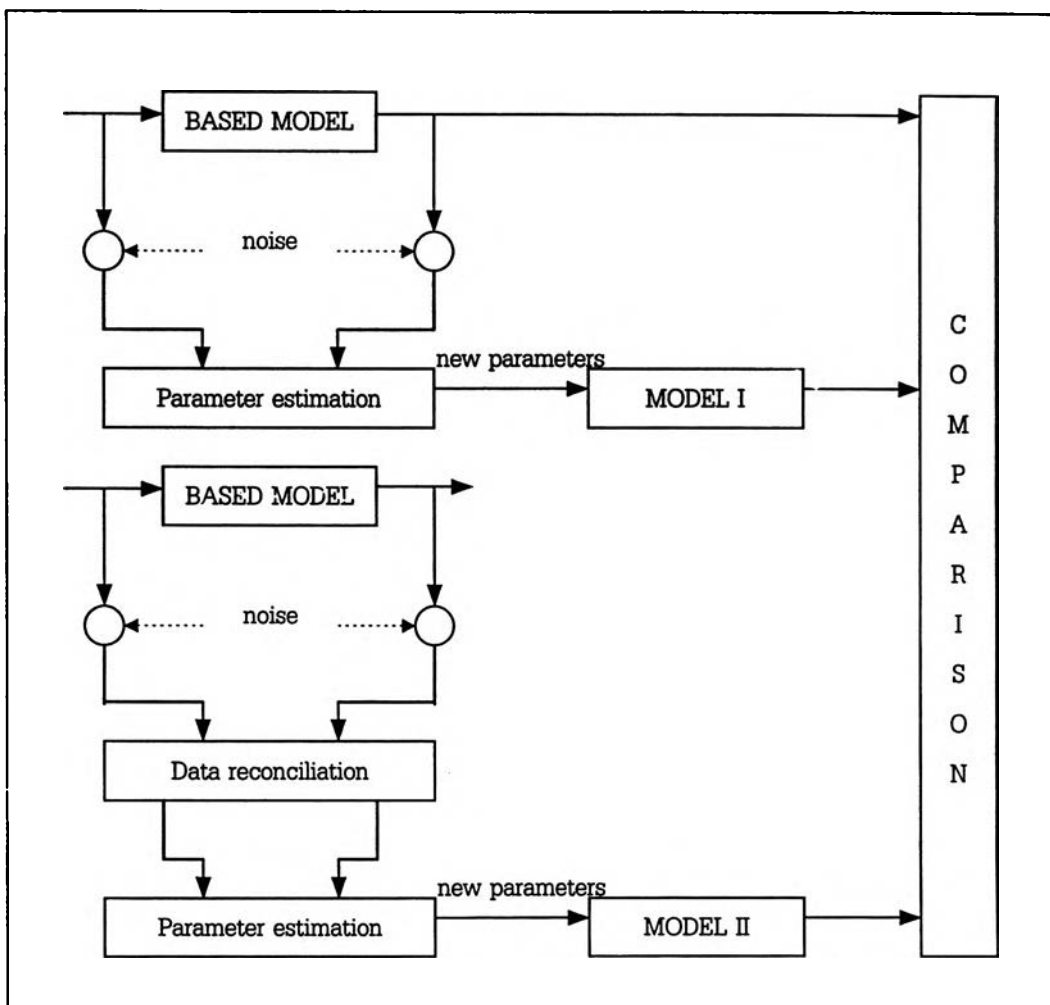 BASED MODEL
noise
new parameters
Parameter estimation
MODEL I
BASED MODEL
noise
Data reconciliation
new parameters
Parameter estimation
MODEL II
C
O
M
P
A
R
I
S
O
N